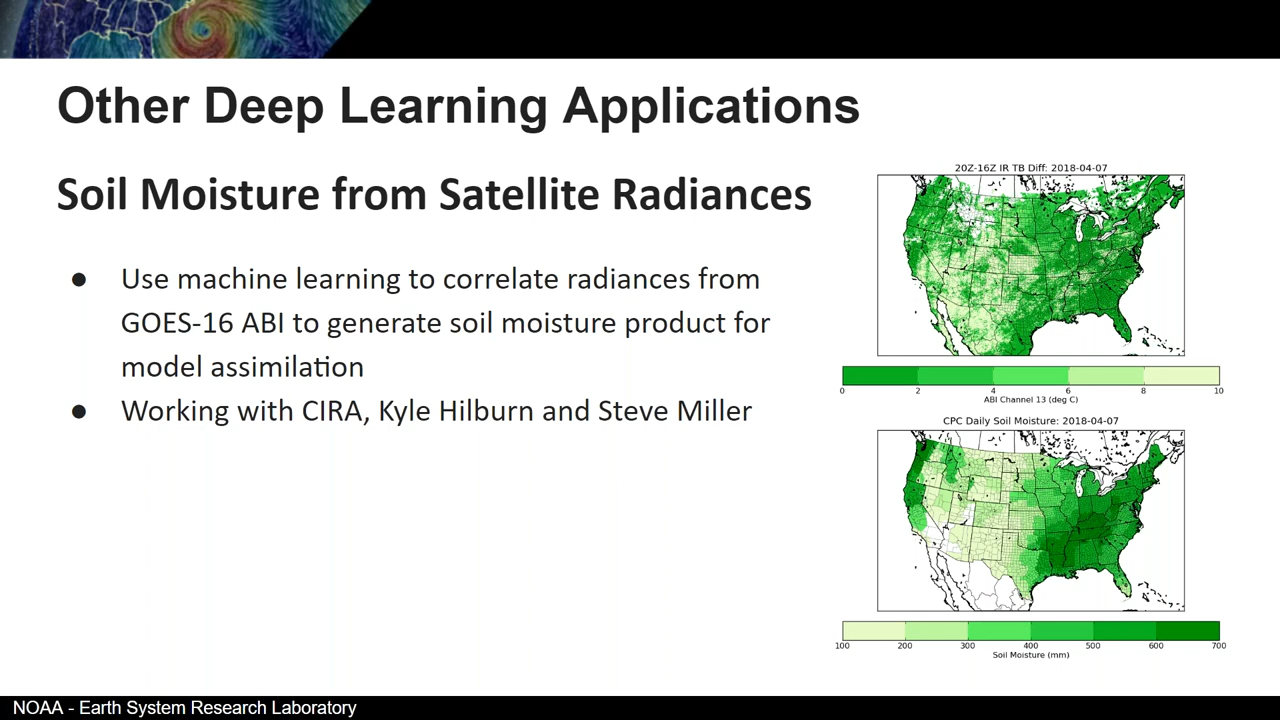 Other Deep Learning Applications
Soil Moisture from Satellite Radiances
● Use machine learning to correlate radiances from
GOES-16 ABI to generate soil moisture product for
model assimilation
● Working with CIRA, Kyle Hilburn and Steve Miller
20Z-16Z IR TB Diff: 2018-04-07
0 2 4 6 8 10
ABI Channel 13 (deg C)
CPC Daily Soil Moisture: 2018-04-07
100 200 300 400 500 600 700
Soil Moisture (mm)
NOAA - Earth System Research Laboratory